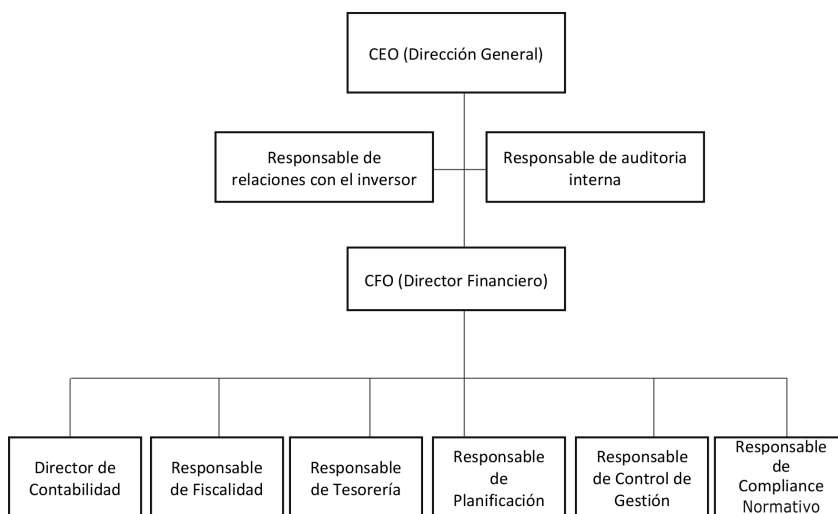 CEO (Dirección General)
Responsable de
relaciones con el inversor
Responsable de auditoria
interna
CFO (Director Financiero)
Director de
Contabilidad
Responsable
de Fiscalidad
Responsable
de Tesorería
Responsable
de
Planificación
Responsable
de Control de
Gestión
Responsable
de
Compliance
Normativo